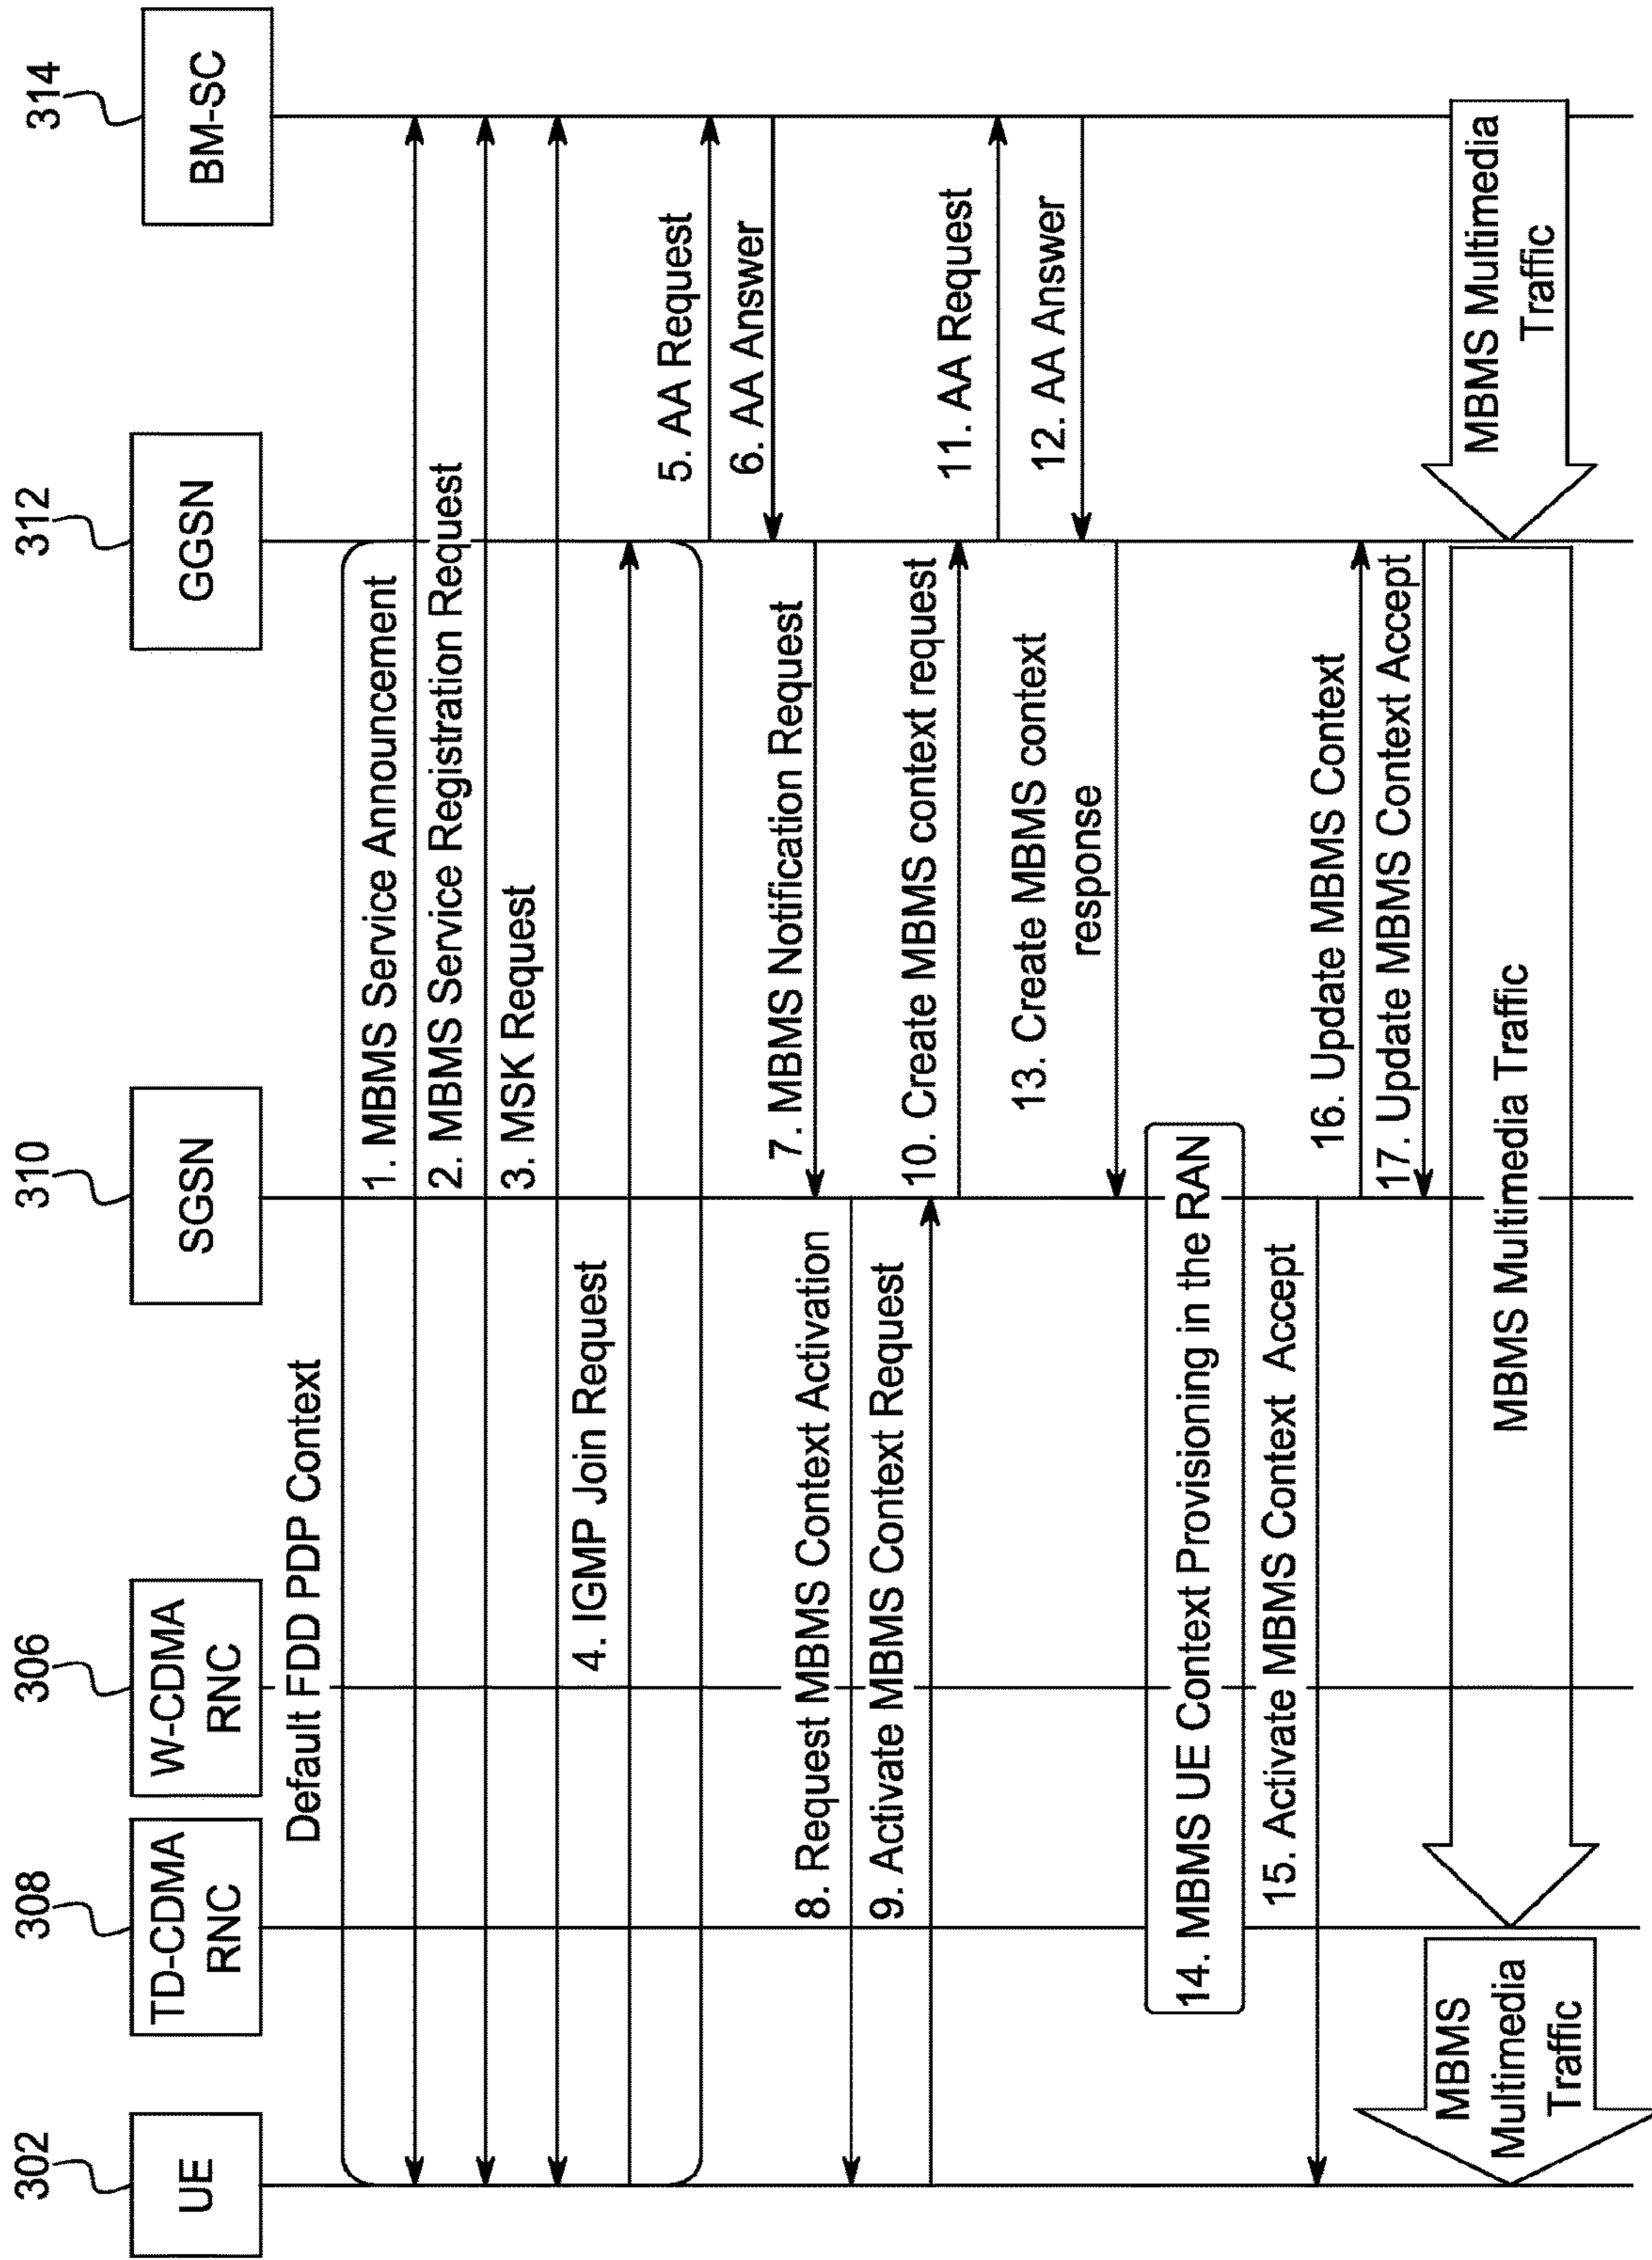 302
308
306
310
312
314
UE
TD-CDMA
RNC
W-CDMA
RNC
SGSN
GGSN
BM-SC
Default FDD PDP Context
1. MBMS Service Announcement
2. MBMS Service Registration Request
3. MSK Request
4. IGMP Join Request
5. AA Request
6. AA Answer
7. MBMS Notification Request
8. Request MBMS Context Activation
9. Activate MBMS Context Request
10. Create MBMS context request
11. AA Request
12. AA Answer
13. Create MBMS context
response
14. MBMS UE Context Provisioning in the RAN
15. Activate MBMS Context Accept
16. Update MBMS Context
17. Update MBMS Context Accept
MBMS
Multimedia
Traffic
MBMS Multimedia Traffic
MBMS Multimedia
Traffic